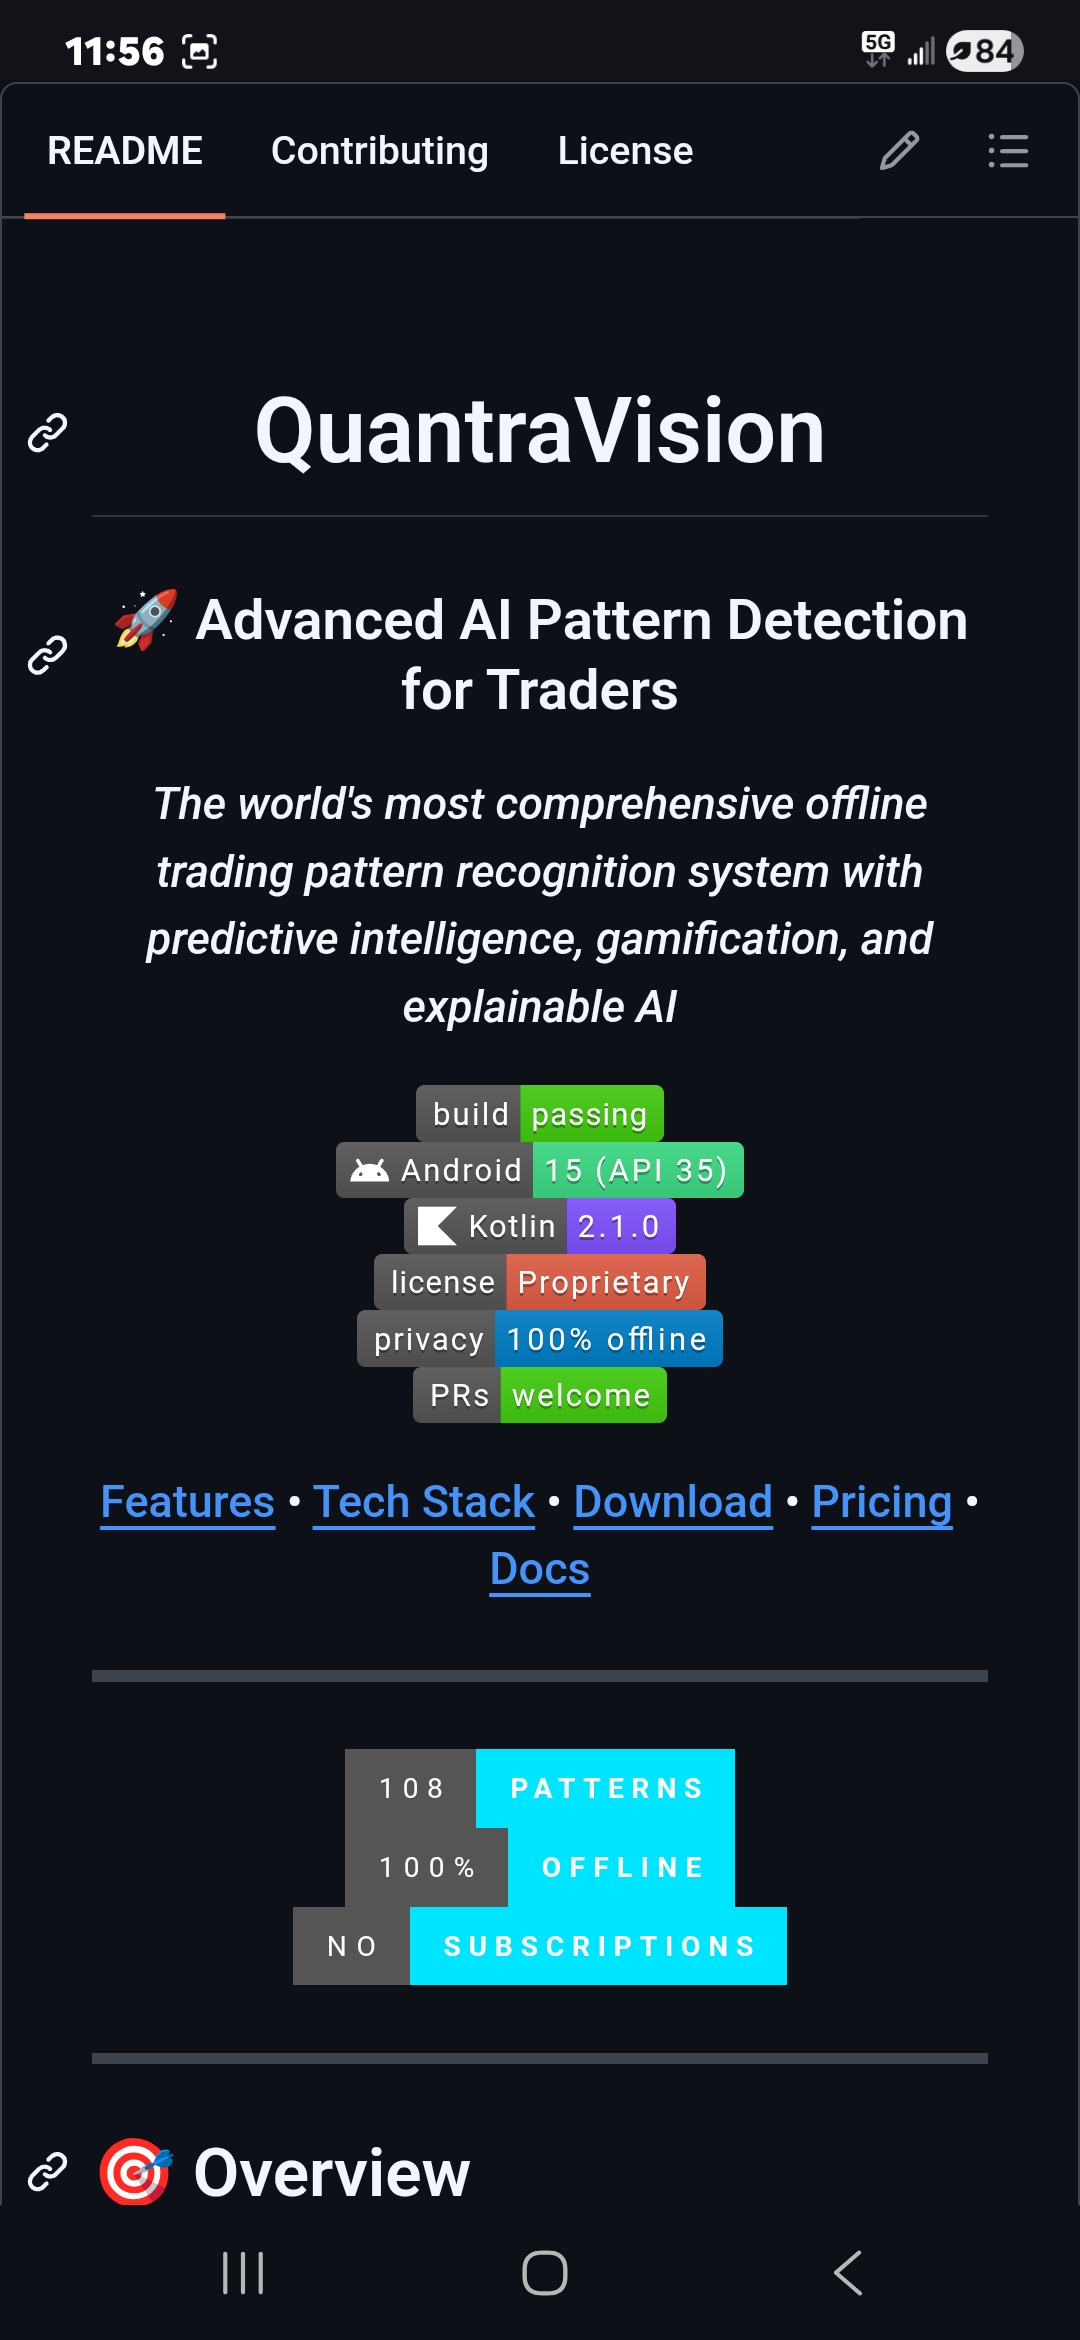 11:56 5G 84
README Contributing License
QuantraVision
🚀 Advanced AI Pattern Detection
for Traders
The world's most comprehensive offline
trading pattern recognition system with
predictive intelligence, gamification, and
explainable AI
build passing
Android 15 (API 35)
Kotlin 2.1.0
license Proprietary
privacy 100% offline
PRs welcome
Features • Tech Stack • Download • Pricing •
Docs
108 PATTERNS
100% OFFLINE
NO SUBSCRIPTIONS
🎯 Overview